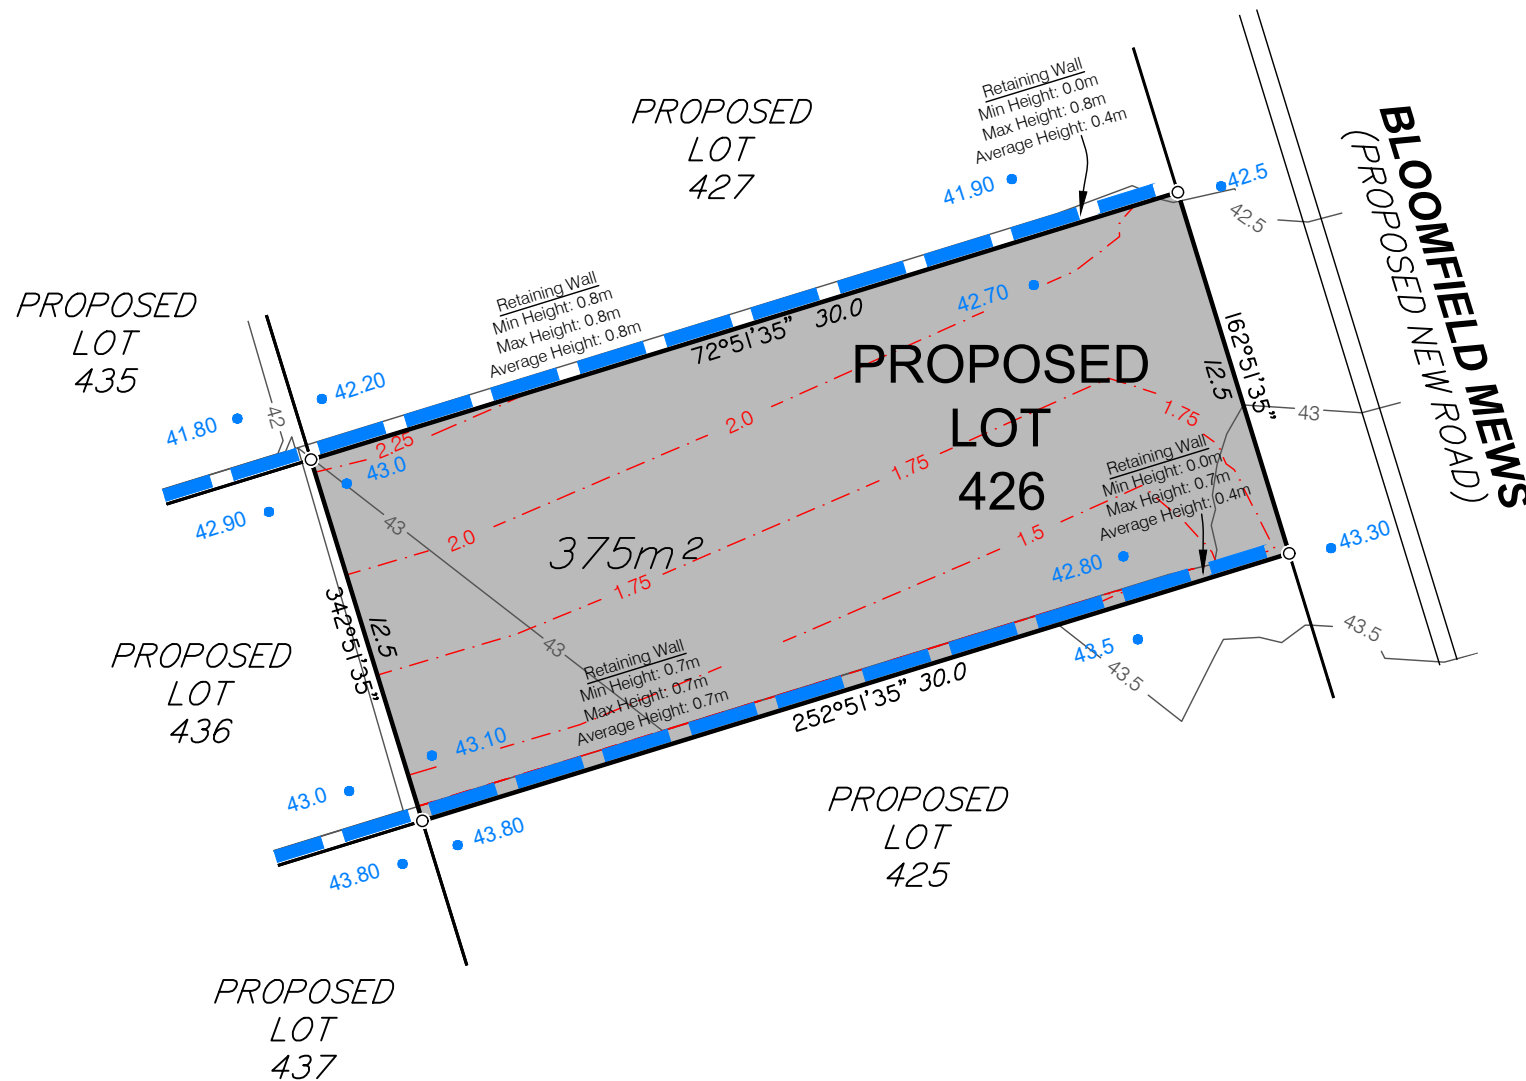 Retaining Wall
Min Height: 0.0m
Max Height: 0.8m
Average Height: 0.4m
PROPOSED
LOT
427
BLOOMFIELD MEWS
(PROPOSED NEW ROAD)
41.90
42.5
42.5
Retaining Wall
Min Height: 0.8m
Max Height: 0.8m
Average Height: 0.8m
PROPOSED
LOT
435
42.70
72°51'35" 30.0
162°51'35"
12.5
PROPOSED
LOT
426
42.20
41.80
42
2.25
43.0
2.0
1.75
43
42.90
43
2.0
1.75
Retaining Wall
Min Height: 0.0m
Max Height: 0.7m
Average Height: 0.4m
375m²
1.5
43.30
42.80
1.75
342°51'35"
12.5
43
PROPOSED
LOT
436
Retaining Wall
Min Height: 0.7m
Max Height: 0.7m
Average Height: 0.7m
43.5
43.5
43.5
252°51'35" 30.0
43.10
43.0
43.80
43.80
PROPOSED
LOT
425
PROPOSED
LOT
437